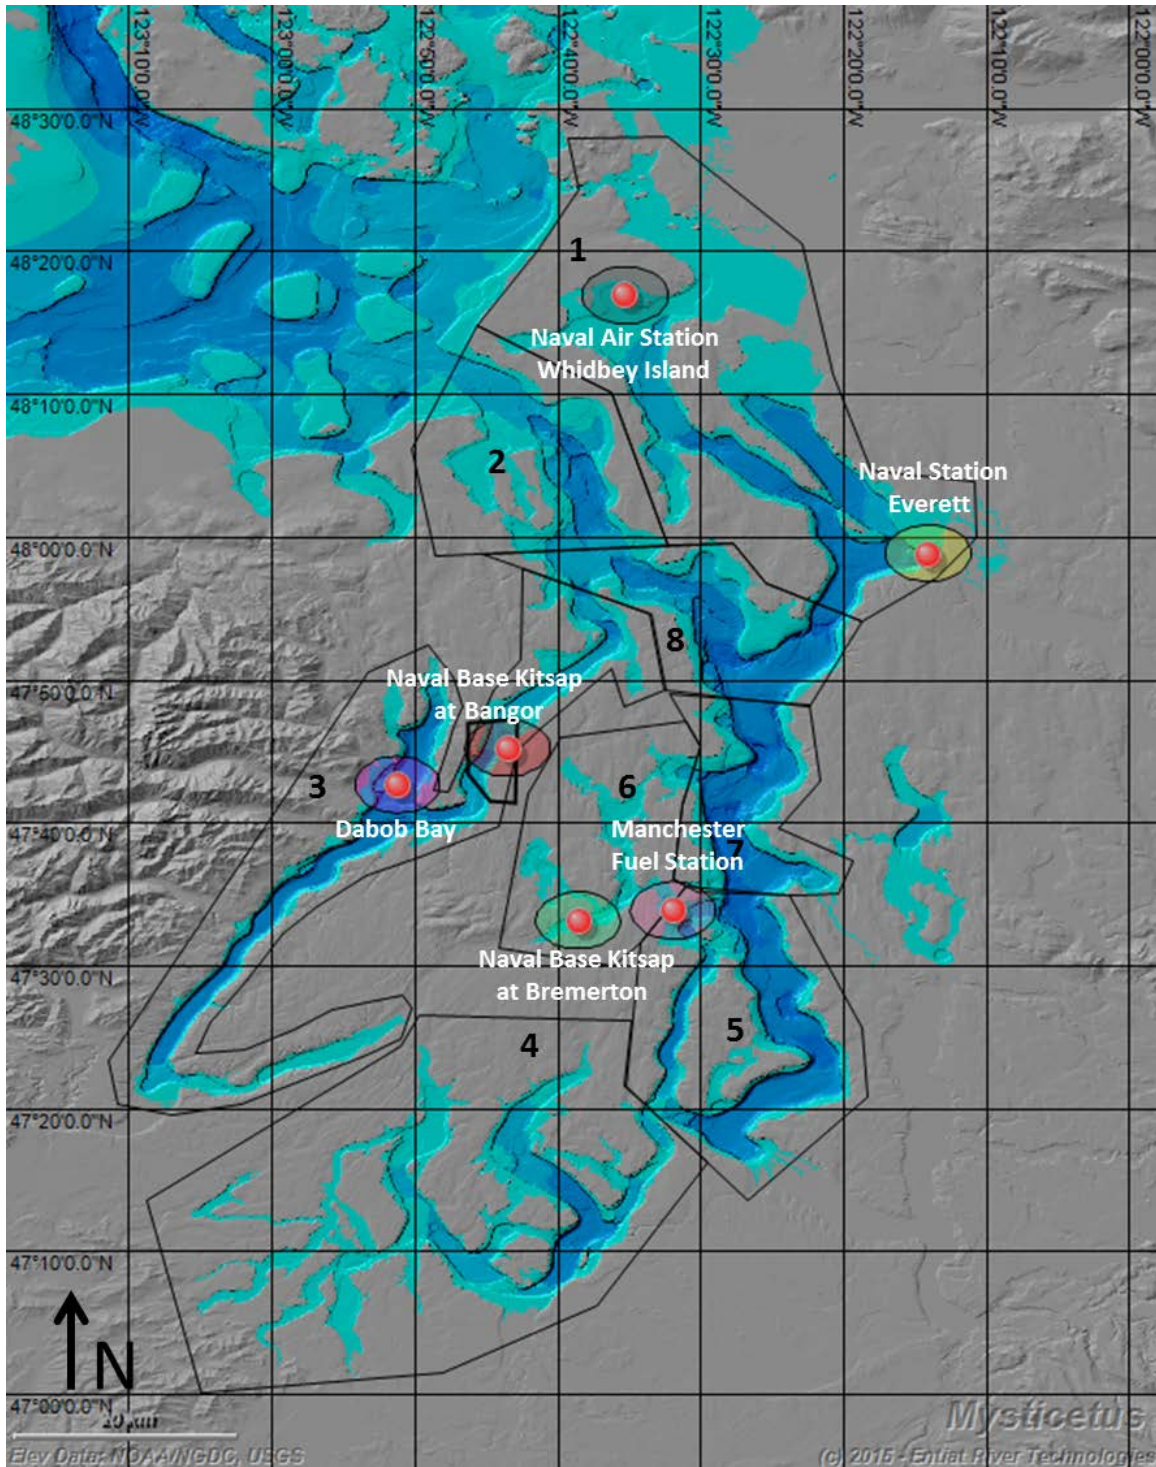 123°10'0.0"W
123°0'0.0"W
122°50'0.0"W
122°40'0.0"W
122°30'0.0"W
122°20'0.0"W
122°10'0.0"W
122°0'0.0"W
48°30'0.0"N
1
48°20'0.0"N
Naval Air Station
Whidbey Island
48°10'0.0"N
2
Naval Station
Everett
48°00'0.0"N
8
47°50'0.0"N
Naval Base Kitsap
at Bangor
3
6
47°40'0.0"N
Dabob Bay
Manchester
Fuel Station
7
47°30'0.0"N
Naval Base Kitsap
at Bremerton
4
5
47°20'0.0"N
47°10'0.0"N
N
47°00'0.0"N
Mysticetus
Elev Data: NOAA/NGDC, USGS
(c) 2015 - Entiat River Technologies